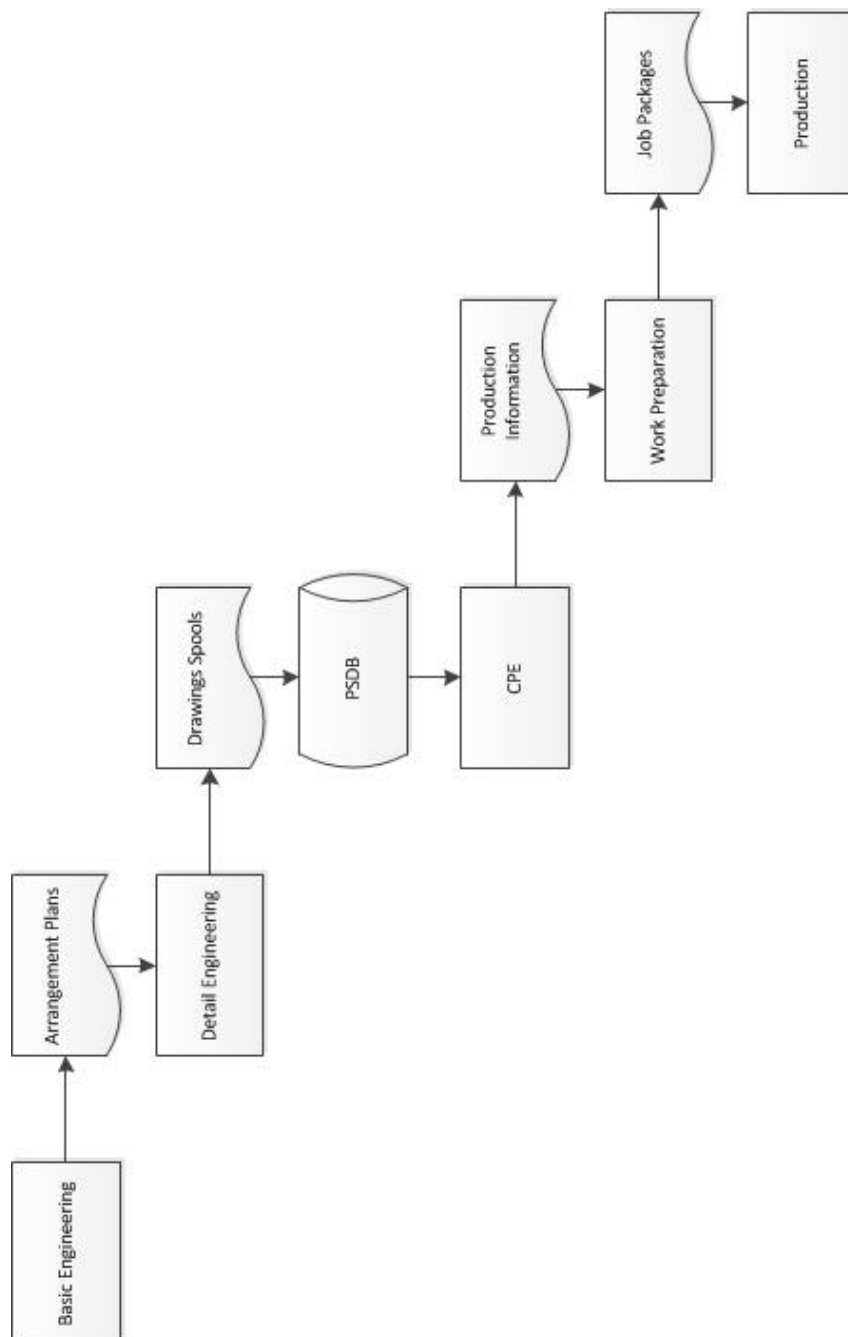 Basic Engineering
Arrangement Plans
Detail Engineering
Drawings Spools
PSDB
CPE
Production
Information
Work Preparation
Job Packages
Production